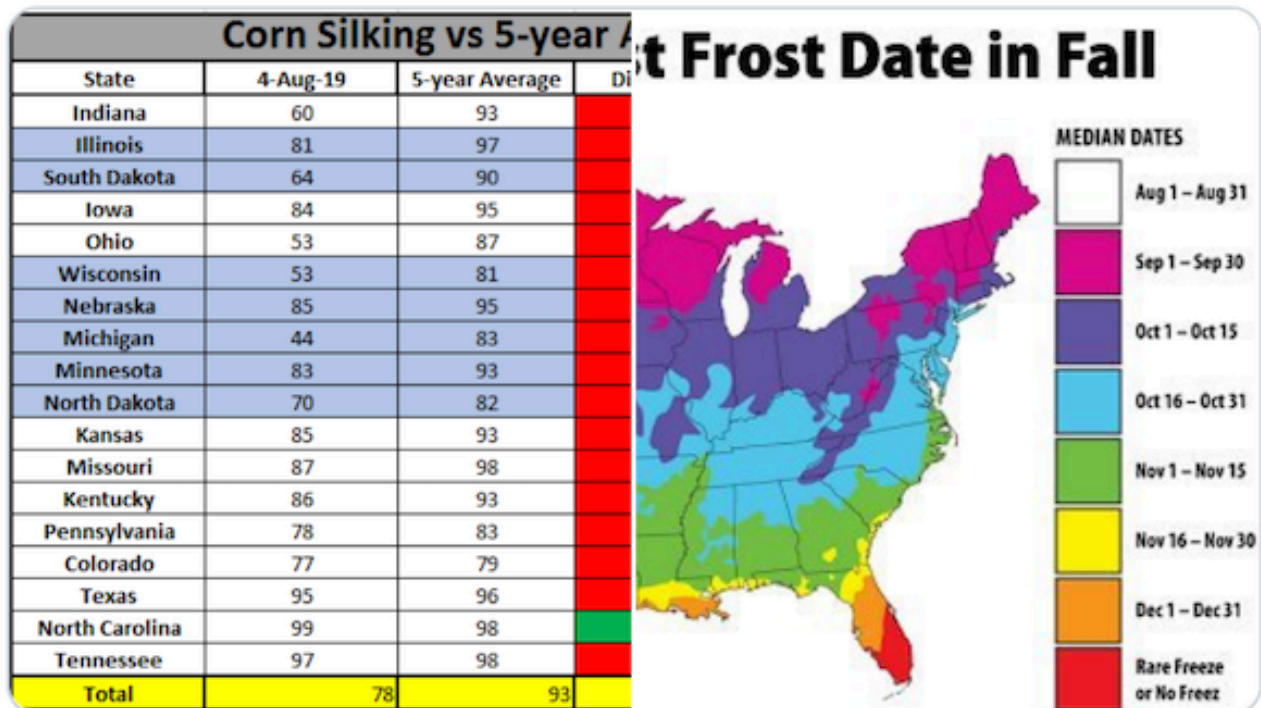 Corn Silking vs 5-year
State 4-Aug-19 5-year Average
Indiana 60 93
Illinois 81 97
South Dakota 64 90
Iowa 84 95
Ohio 53 87
Wisconsin 53 81
Nebraska 85 95
Michigan 44 83
Minnesota 83 93
North Dakota 70 82
Kansas 85 93
Missouri 87 98
Kentucky 86 93
Pennsylvania 78 83
Colorado 77 79
Texas 95 96
North Carolina 99 98
Tennessee 97 98
Total 78 93
Frost Date in Fall
MEDIAN DATES
Aug 1 – Aug 31
Sep 1 – Sep 30
Oct 1 – Oct 15
Oct 16 – Oct 31
Nov 1 – Nov 15
Nov 16 – Nov 30
Dec 1 – Dec 31
Rare Freeze
or No Freez